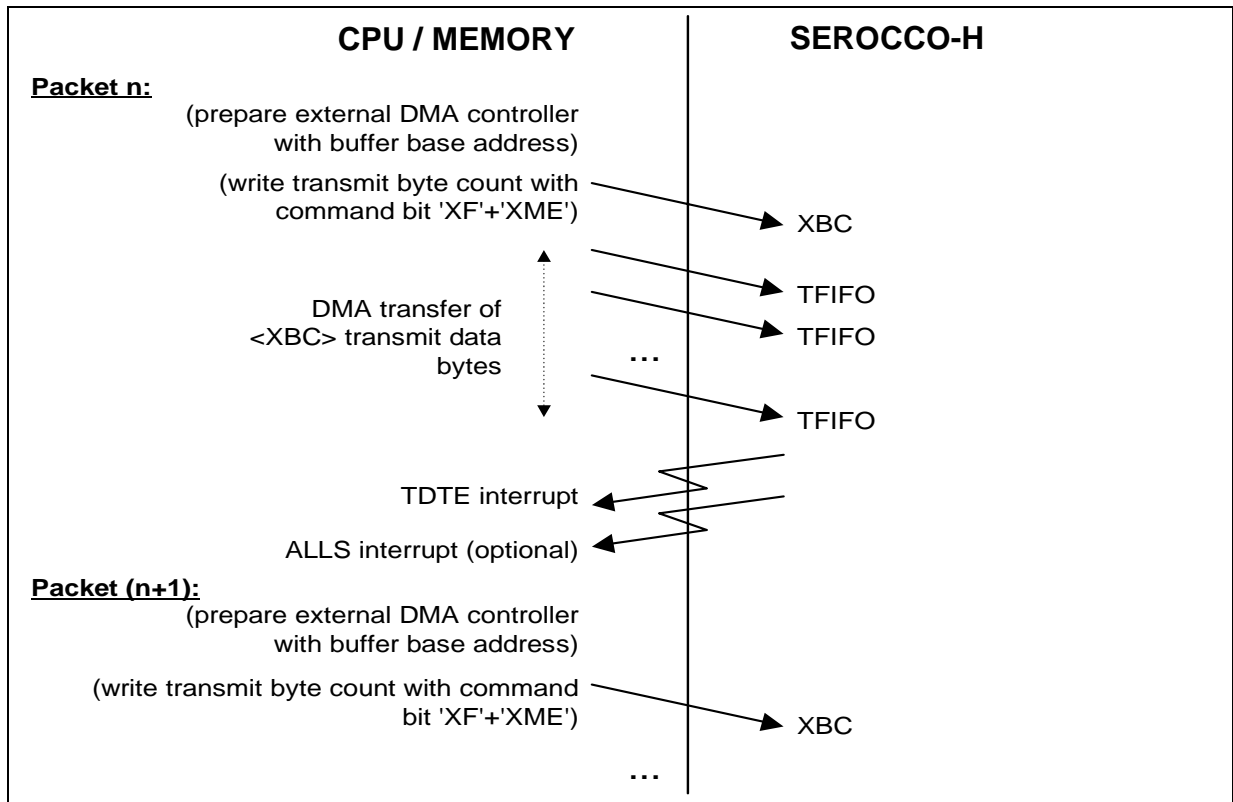 CPU / MEMORY
SEROCCO-H
Packet n:
(prepare external DMA controller
with buffer base address)
(write transmit byte count with
command bit 'XF'+'XME')
XBC
TFIFO
DMA transfer of
<XBC> transmit data
bytes
TFIFO
...
TFIFO
TDTE interrupt
ALLS interrupt (optional)
Packet (n+1):
(prepare external DMA controller
with buffer base address)
(write transmit byte count with command
bit 'XF'+'XME')
XBC
...